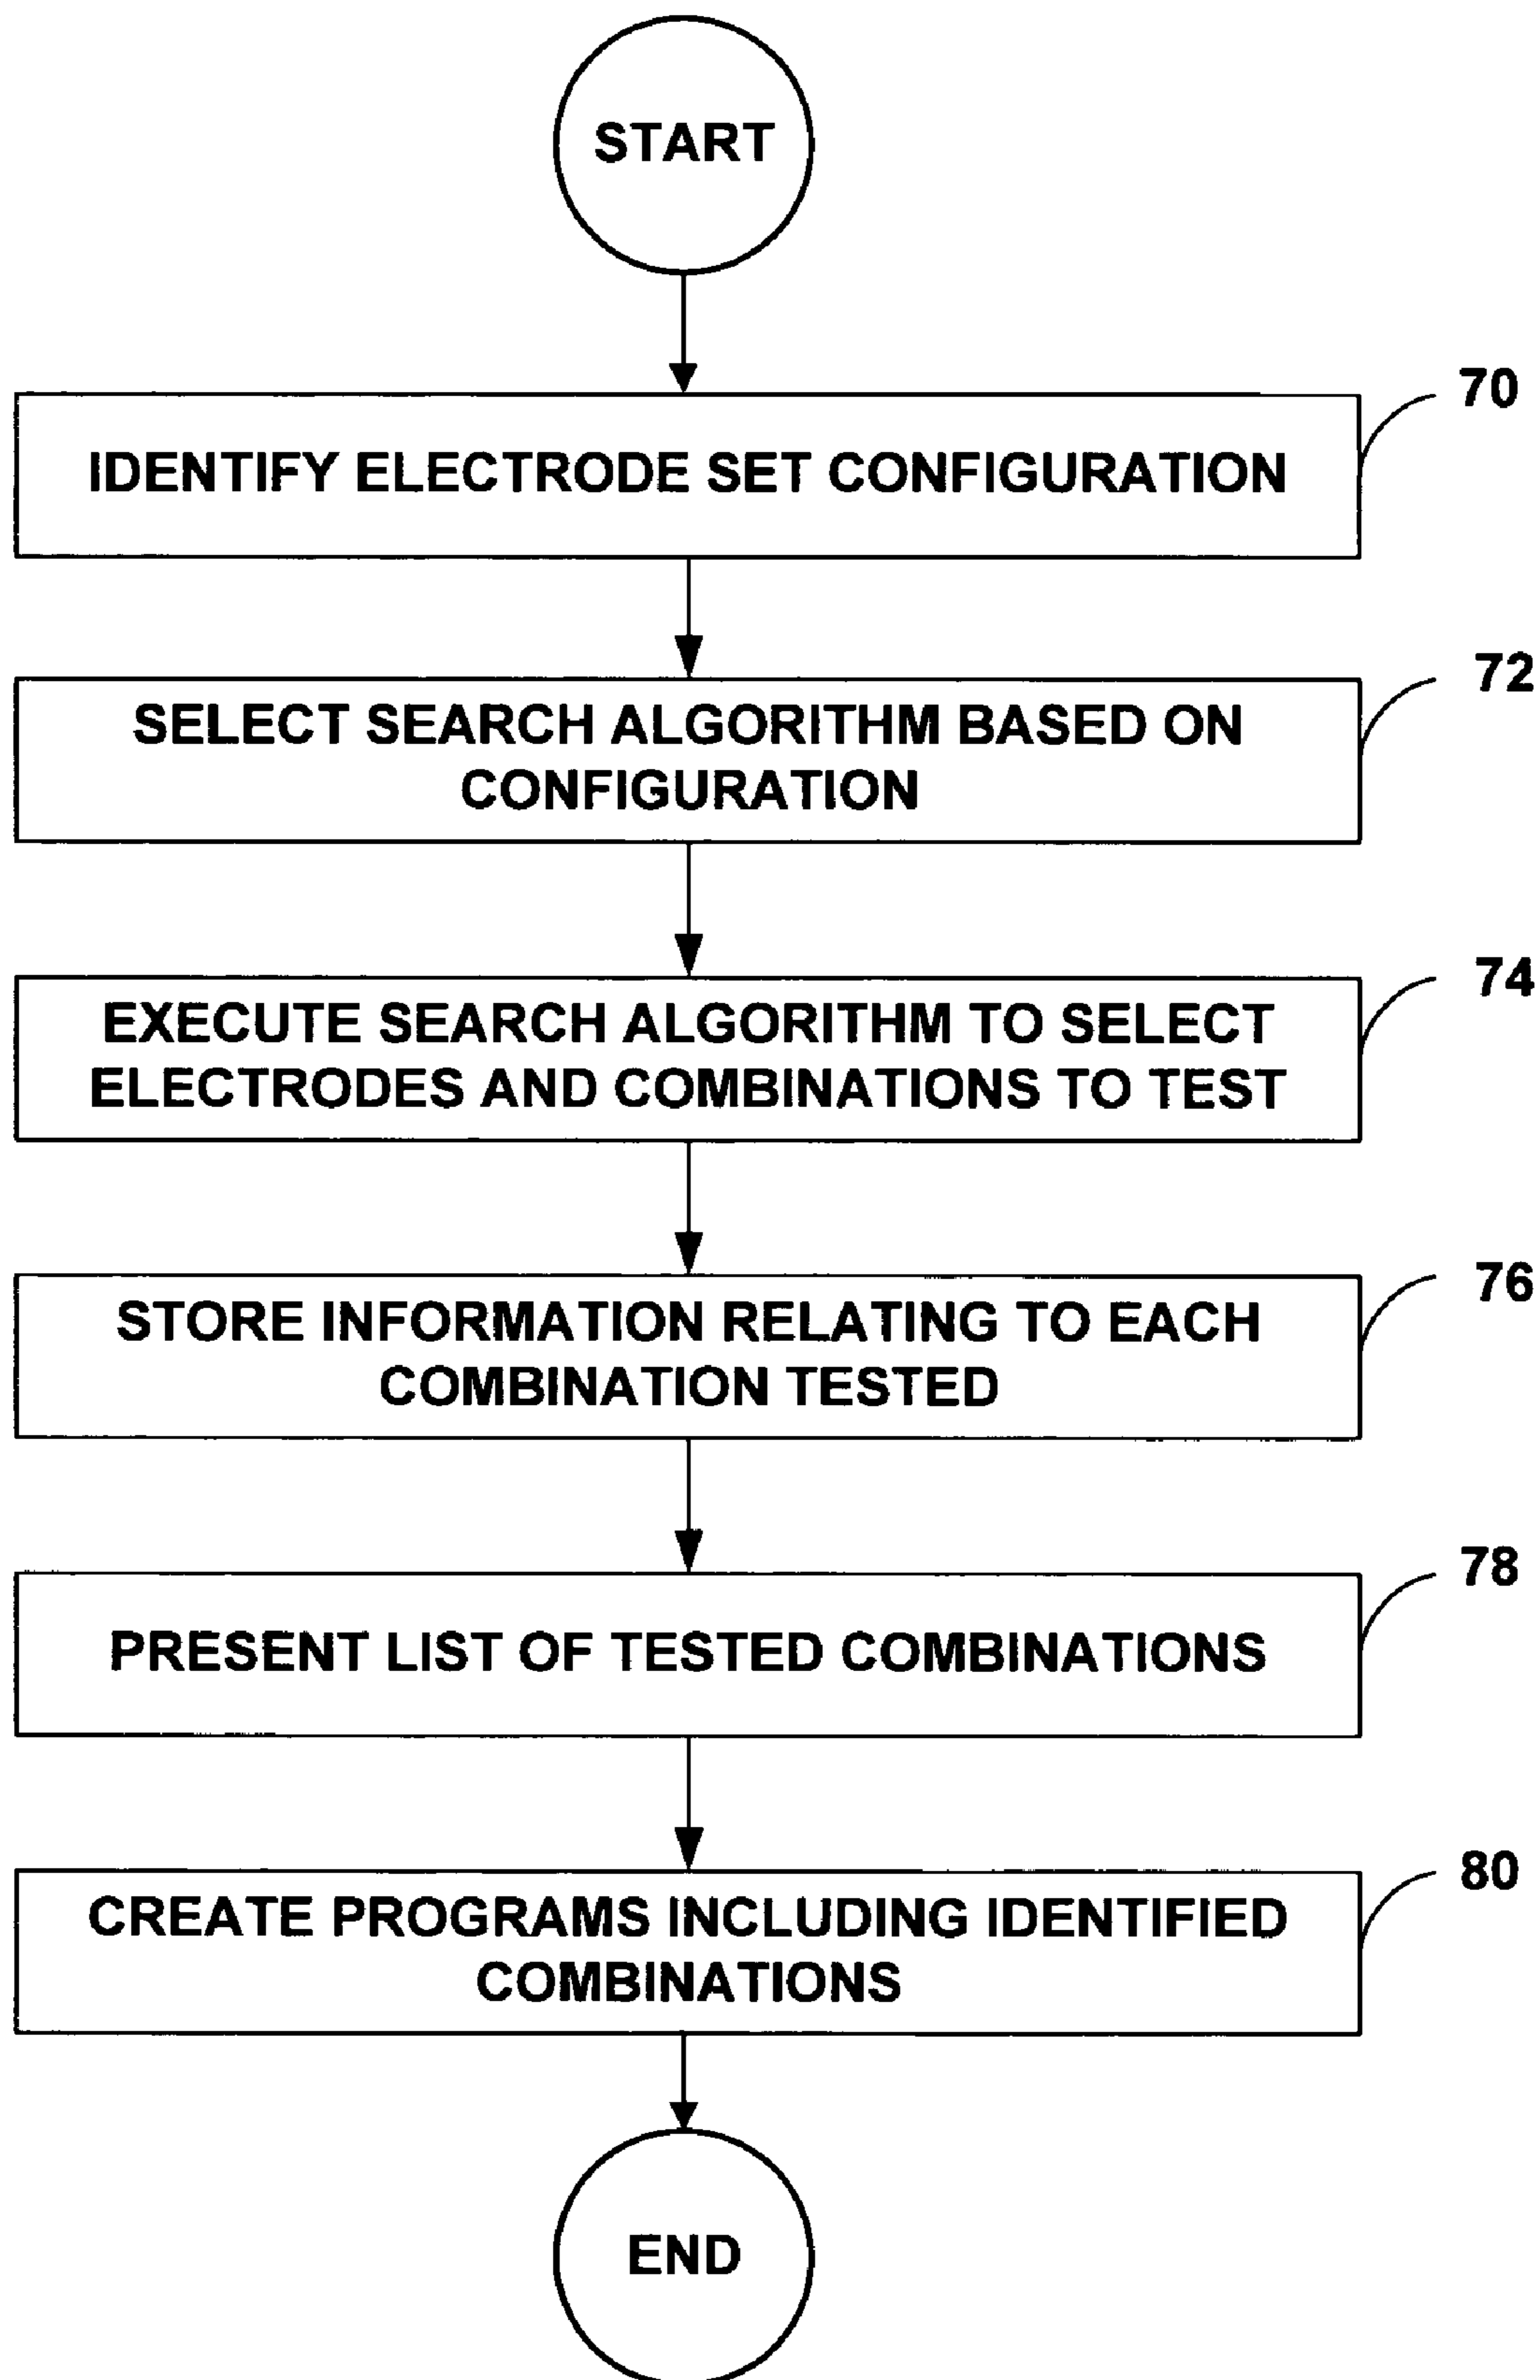 START
70
IDENTIFY ELECTRODE SET CONFIGURATION
72
SELECT SEARCH ALGORITHM BASED ON
CONFIGURATION
74
EXECUTE SEARCH ALGORITHM TO SELECT
ELECTRODES AND COMBINATIONS TO TEST
76
STORE INFORMATION RELATING TO EACH
COMBINATION TESTED
78
PRESENT LIST OF TESTED COMBINATIONS
80
CREATE PROGRAMS INCLUDING IDENTIFIED
COMBINATIONS
END